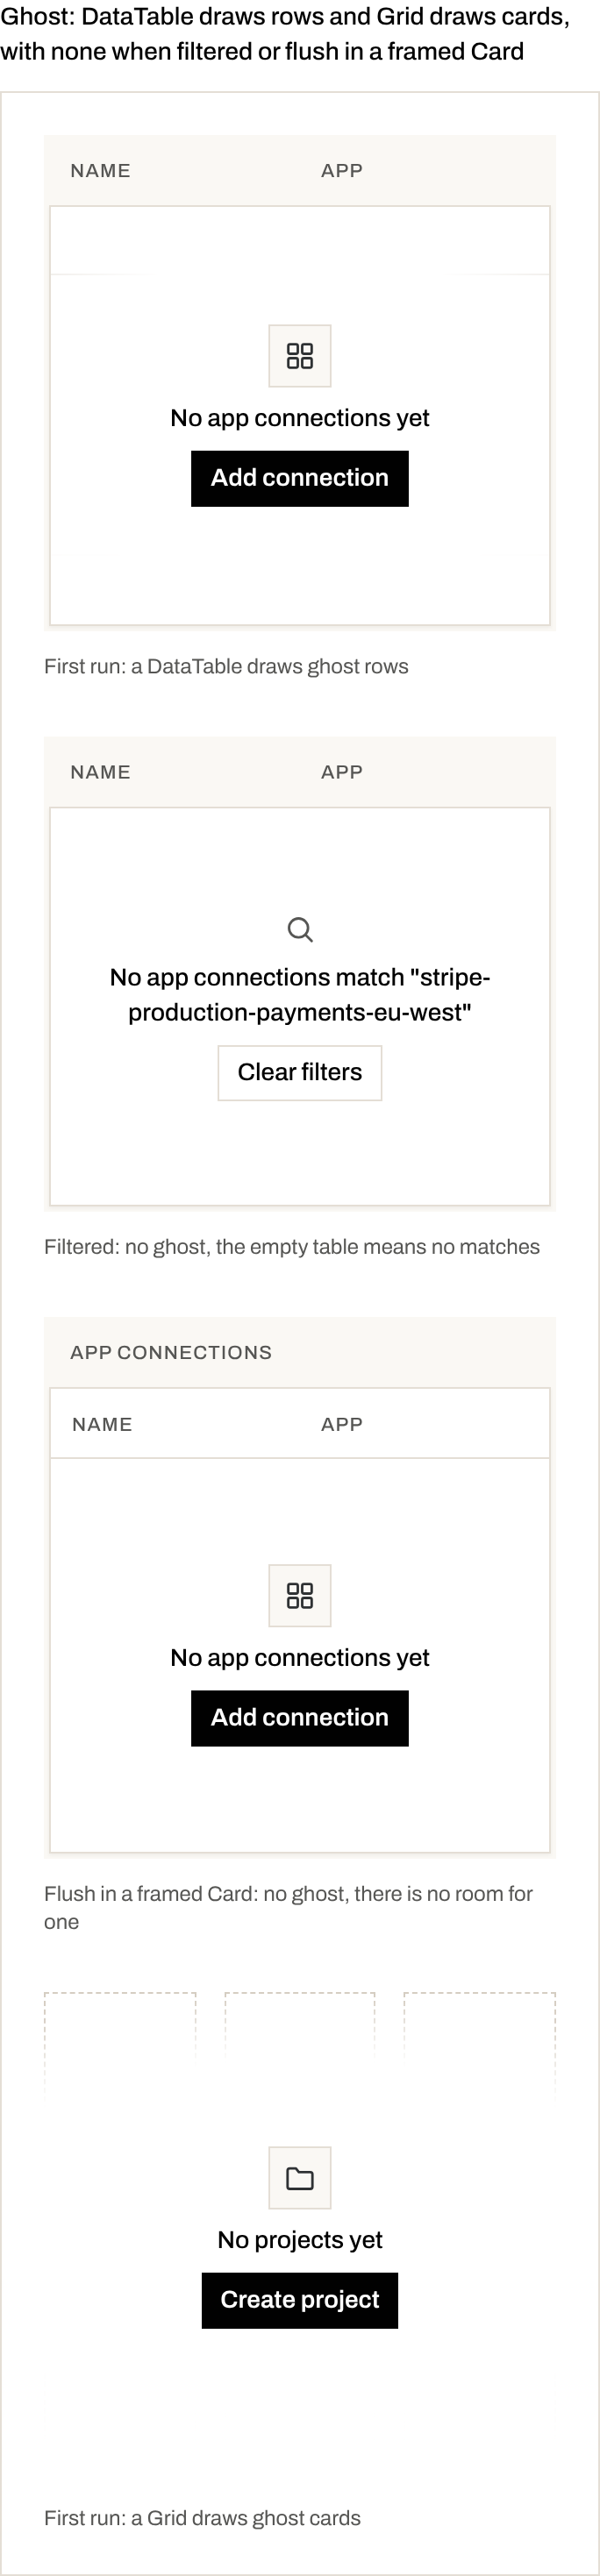 Ghost: DataTable draws rows and Grid draws cards,
with none when filtered or flush in a framed Card
NAME APP
No app connections yet
Add connection
First run: a DataTable draws ghost rows
NAME APP
No app connections match "stripe-
production-payments-eu-west"
Clear filters
Filtered: no ghost, the empty table means no matches
APP CONNECTIONS
NAME APP
No app connections yet
Add connection
Flush in a framed Card: no ghost, there is no room for
one
No projects yet
Create project
First run: a Grid draws ghost cards